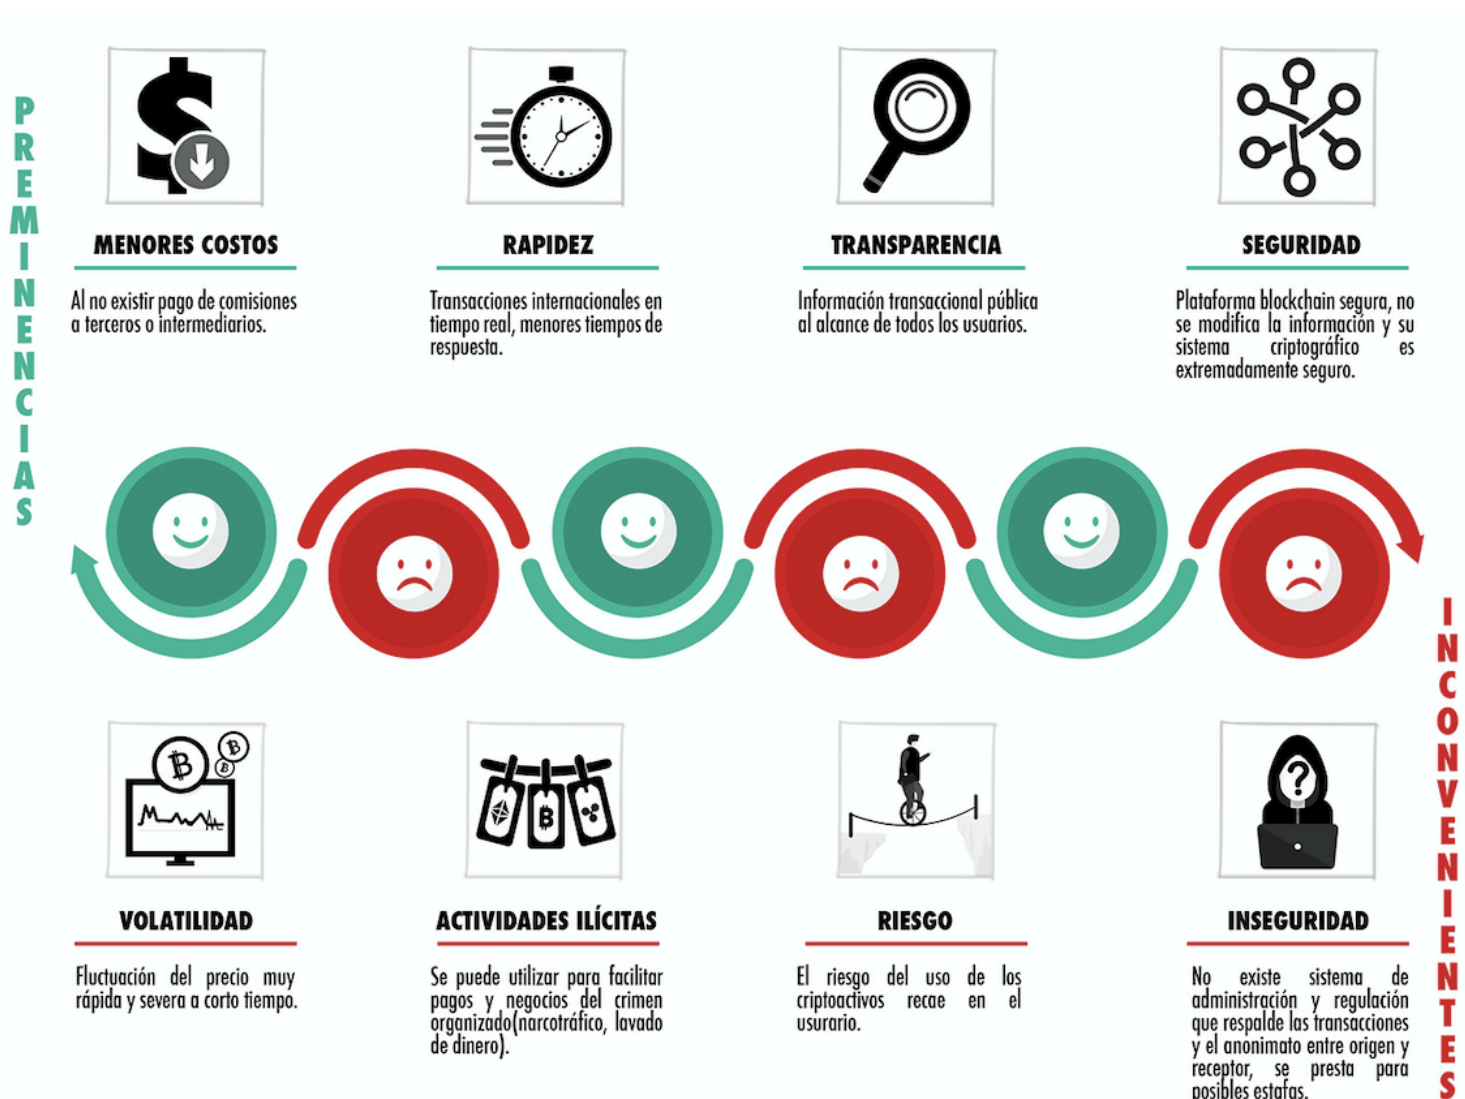 PREMINENCIAS
MENORES COSTOS
Al no existir pago de comisiones
a terceros o intermediarios.
RAPIDEZ
Transacciones internacionales en
tiempo real, menores tiempos de
respuesta.
TRANSPARENCIA
Información transaccional pública
al alcance de todos los usuarios.
SEGURIDAD
Plataforma blockchain segura, no
se modifica la información y su
sistema criptográfico es
extremadamente seguro.
VOLATILIDAD
Fluctuación del precio muy
rápida y severa a corto tiempo.
ACTIVIDADES ILÍCITAS
Se puede utilizar para facilitar
pagos y negocios del crimen
organizado(narcotráfico, lavado
de dinero).
RIESGO
El riesgo del uso de los
criptoactivos recae en el
usurario.
INSEGURIDAD
No existe sistema de
administración y regulación
que respalde las transacciones
y el anonimato entre origen y
receptor, se presta para
posibles estafas.
INCONVENIENTES